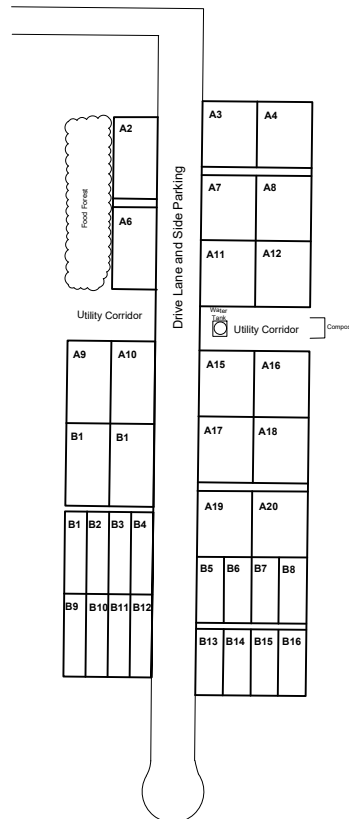 A2
A3 A4
Food Forest
Drive Lane and Side Parking
A7 A8
A6
A11 A12
Utility Corridor
Water
Tank
Utility Corridor
A9 A10
A15 A16
B1 B1
A17 A18
A19 A20
B1 B2 B3 B4
B5 B6 B7 B8
B9 B10 B11 B12
B13 B14 B15 B16